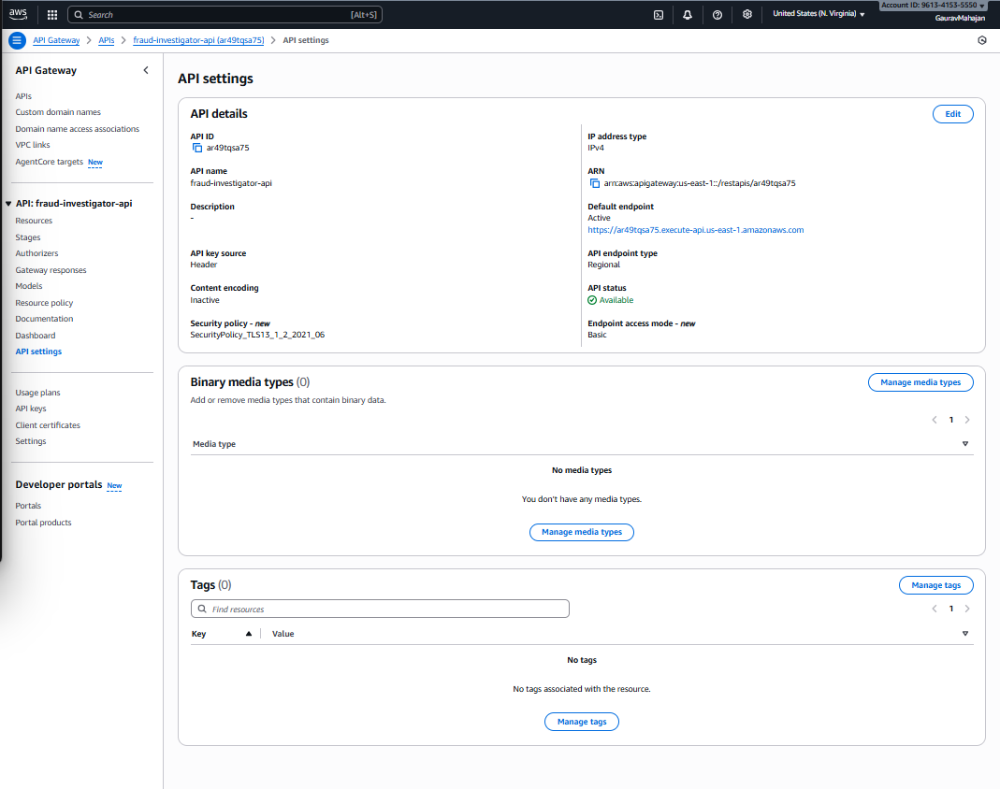 aws
Search
[Alt+S]
United States (N. Virginia)
Account ID: 9613-4153-5550
GauravMahajan
API Gateway
APIs
fraud-investigator-api (ar49tqsa75)
API settings
API Gateway
APIs
Custom domain names
Domain name access associations
VPC links
AgentCore targets New
API: fraud-investigator-api
Resources
Stages
Authorizers
Gateway responses
Models
Resource policy
Documentation
Dashboard
API settings
Usage plans
API keys
Client certificates
Settings
Developer portals New
Portals
Portal products
API settings
API details
Edit
API ID
ar49tqsa75
API name
fraud-investigator-api
Description
-
API key source
Header
Content encoding
Inactive
Security policy - new
SecurityPolicy_TLS13_1_2_2021_06
IP address type
IPv4
ARN
arn:aws:apigateway:us-east-1::/restapis/ar49tqsa75
Default endpoint
Active
https://ar49tqsa75.execute-api.us-east-1.amazonaws.com
API endpoint type
Regional
API status
Available
Endpoint access mode - new
Basic
Binary media types (0)
Manage media types
Add or remove media types that contain binary data.
1
Media type
No media types
You don't have any media types.
Manage media types
Tags (0)
Manage tags
Find resources
1
Key
Value
No tags
No tags associated with the resource.
Manage tags